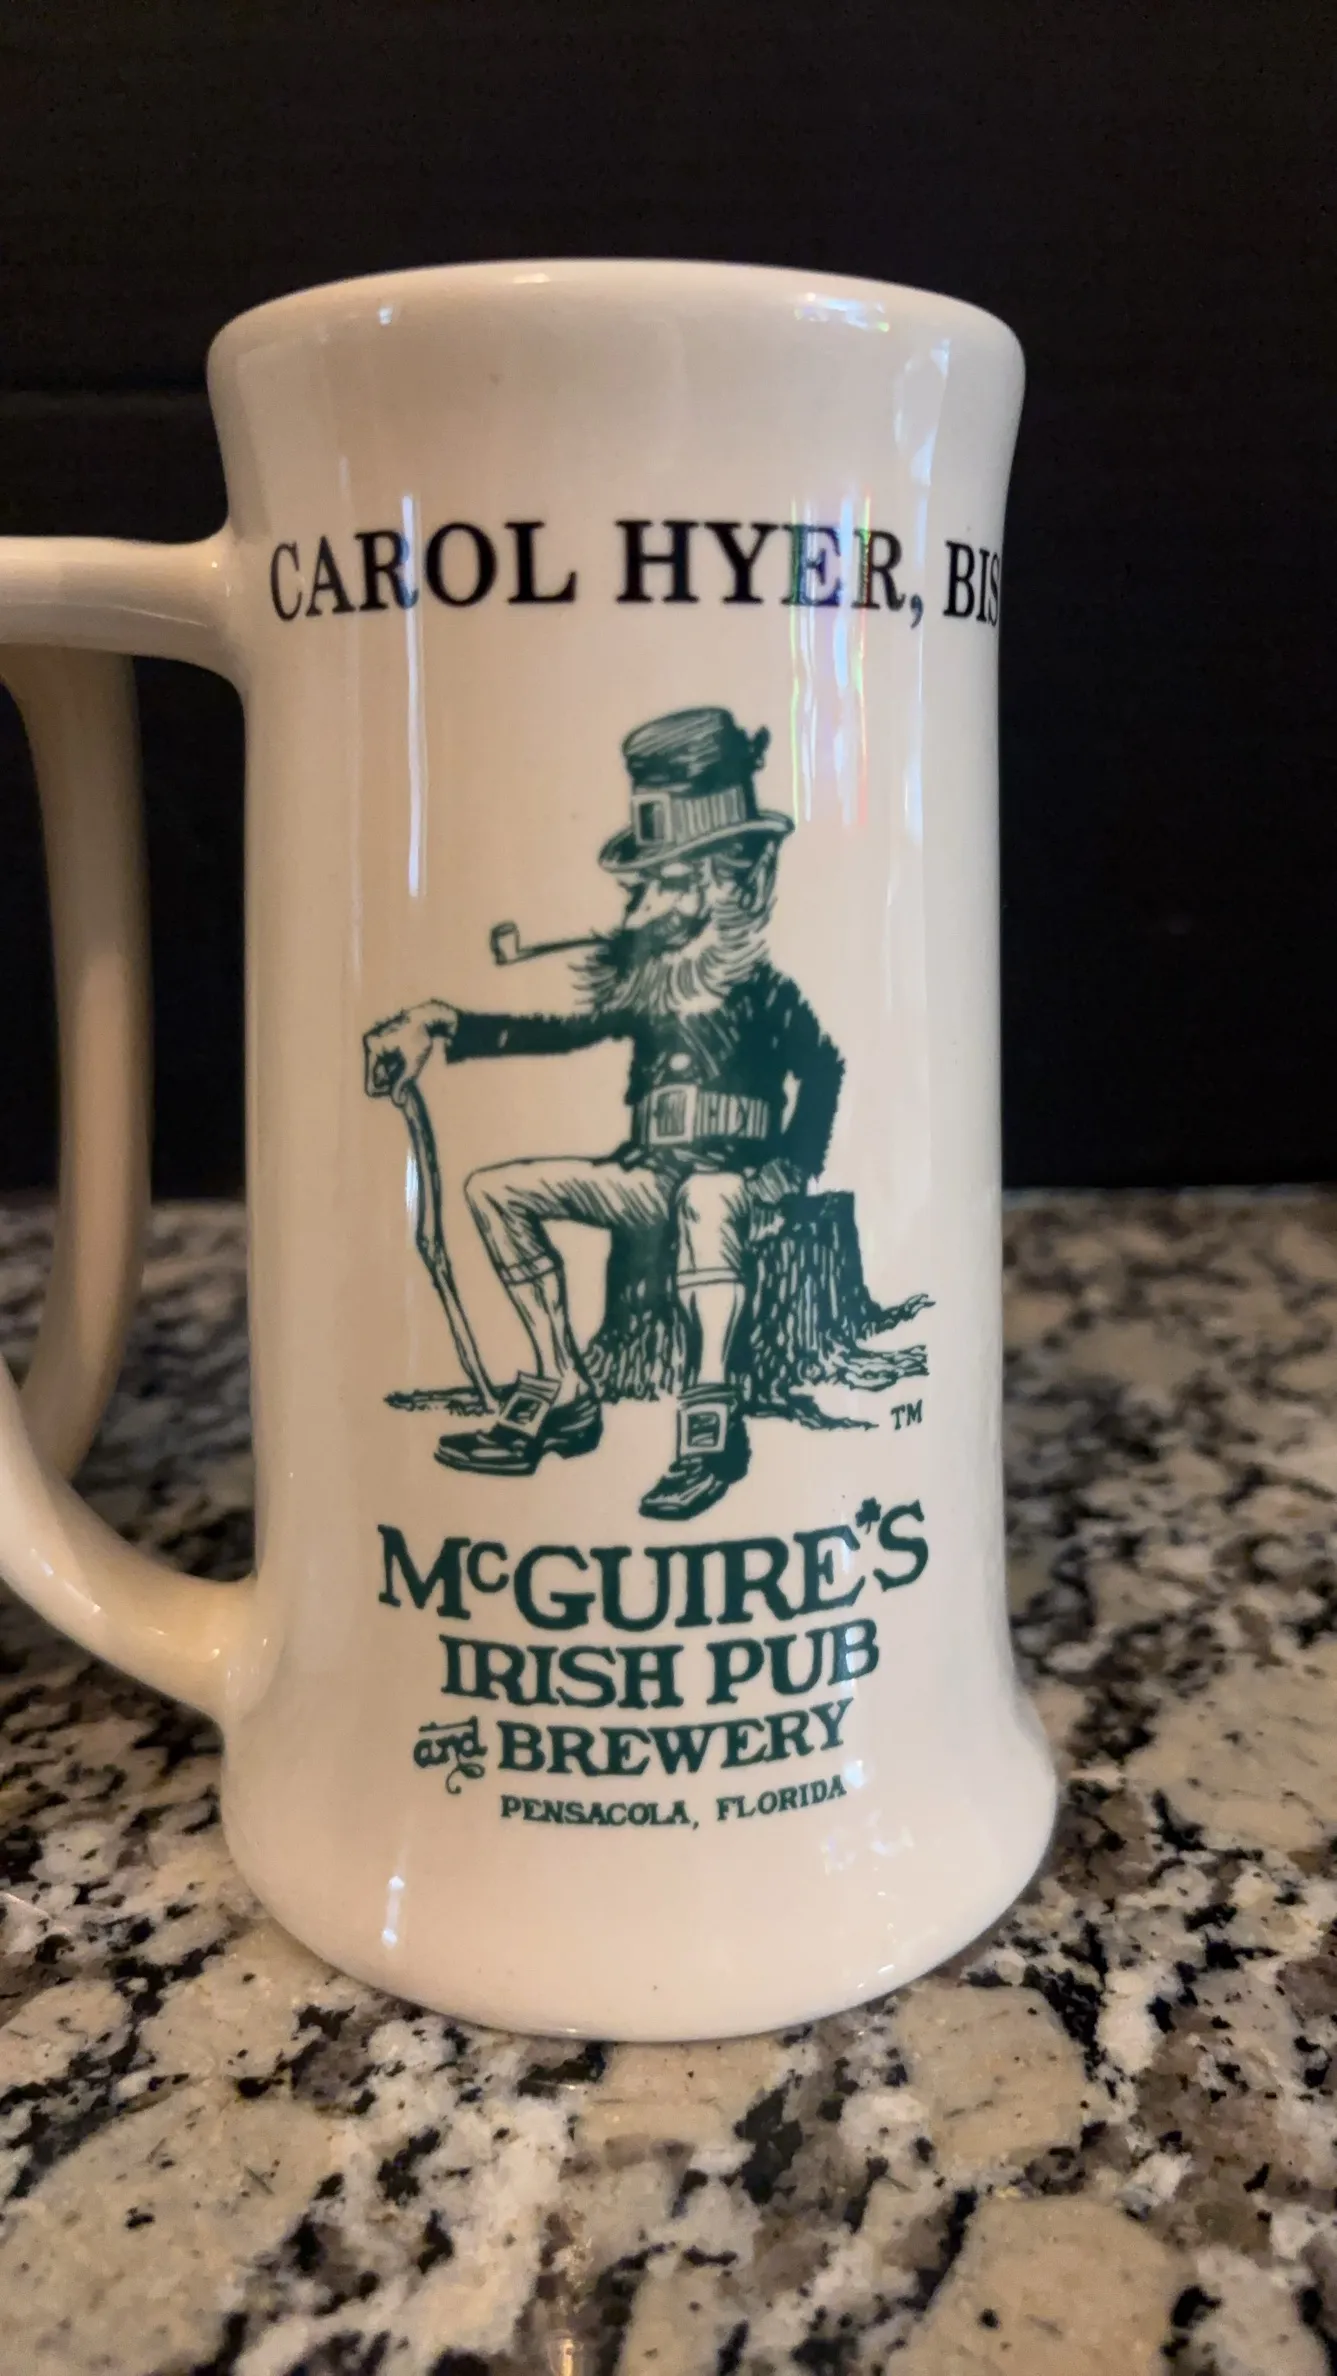 CAROL HYER, BIS
TM
McGUIRE'S
IRISH PUB
and BREWERY
PENSACOLA, FLORIDA